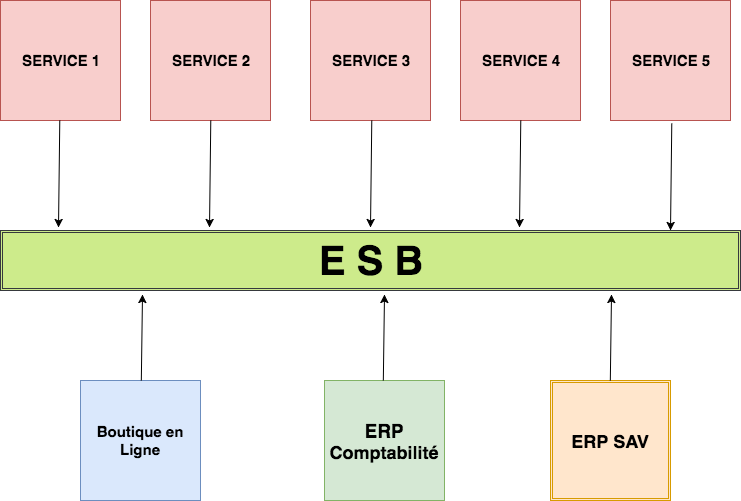 SERVICE 1
SERVICE 2
SERVICE 3
SERVICE 4
SERVICE 5
E S B
Boutique en
Ligne
ERP
Comptabilité
ERP SAV